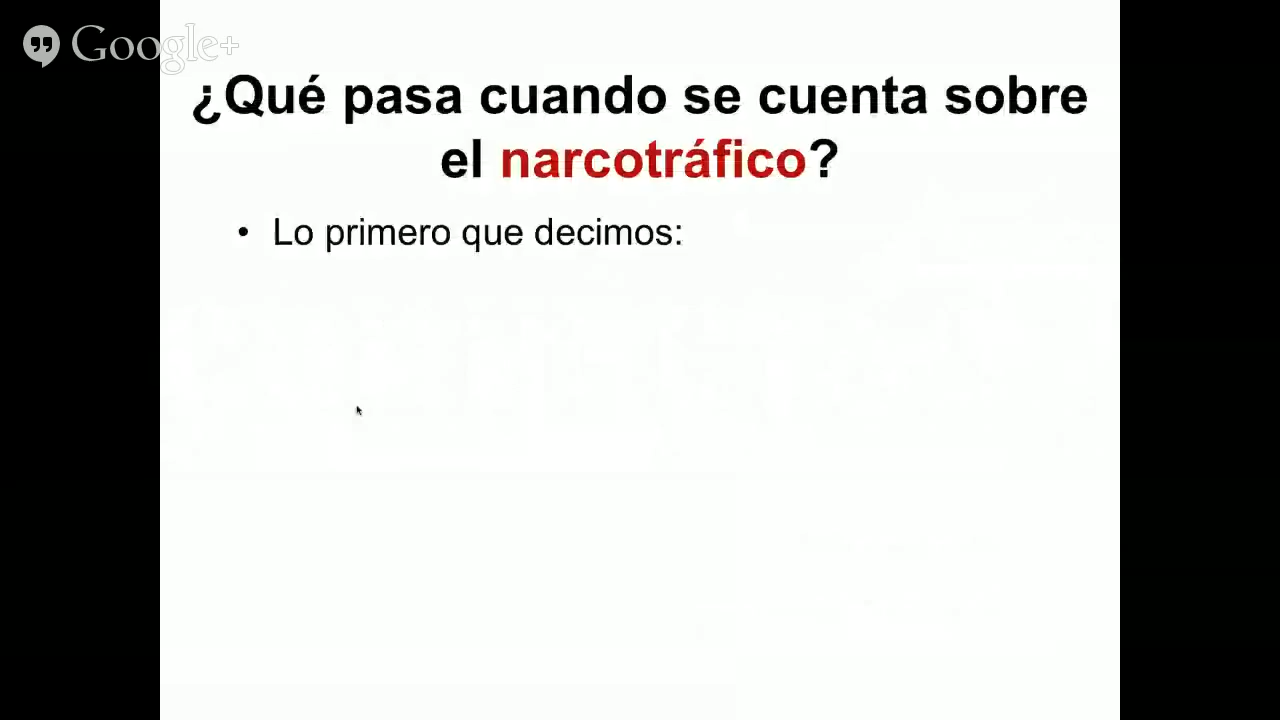 Google+
¿Qué pasa cuando se cuenta sobre
el narcotráfico?
• Lo primero que decimos: